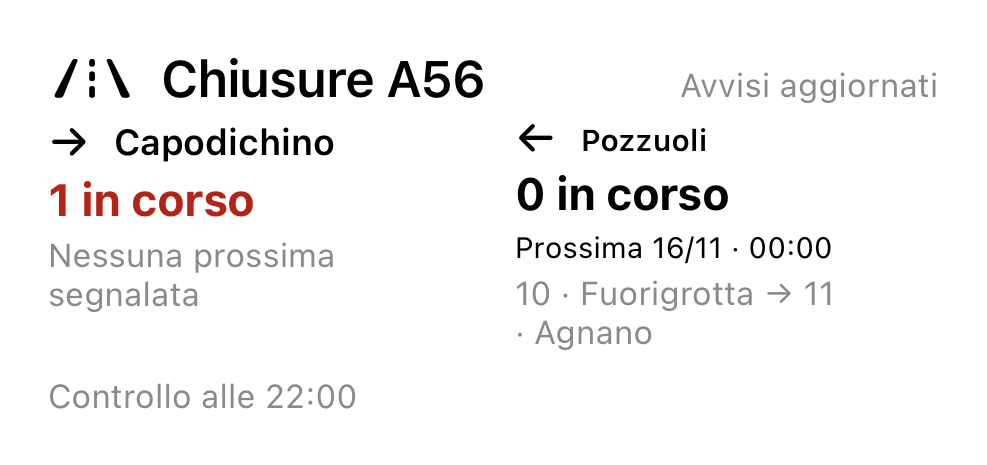 Chiusure A56
Avvisi aggiornati
→ Capodichino
1 in corso
Nessuna prossima
segnalata
← Pozzuoli
0 in corso
Prossima 16/11 · 00:00
10 · Fuorigrotta → 11
· Agnano
Controllo alle 22:00